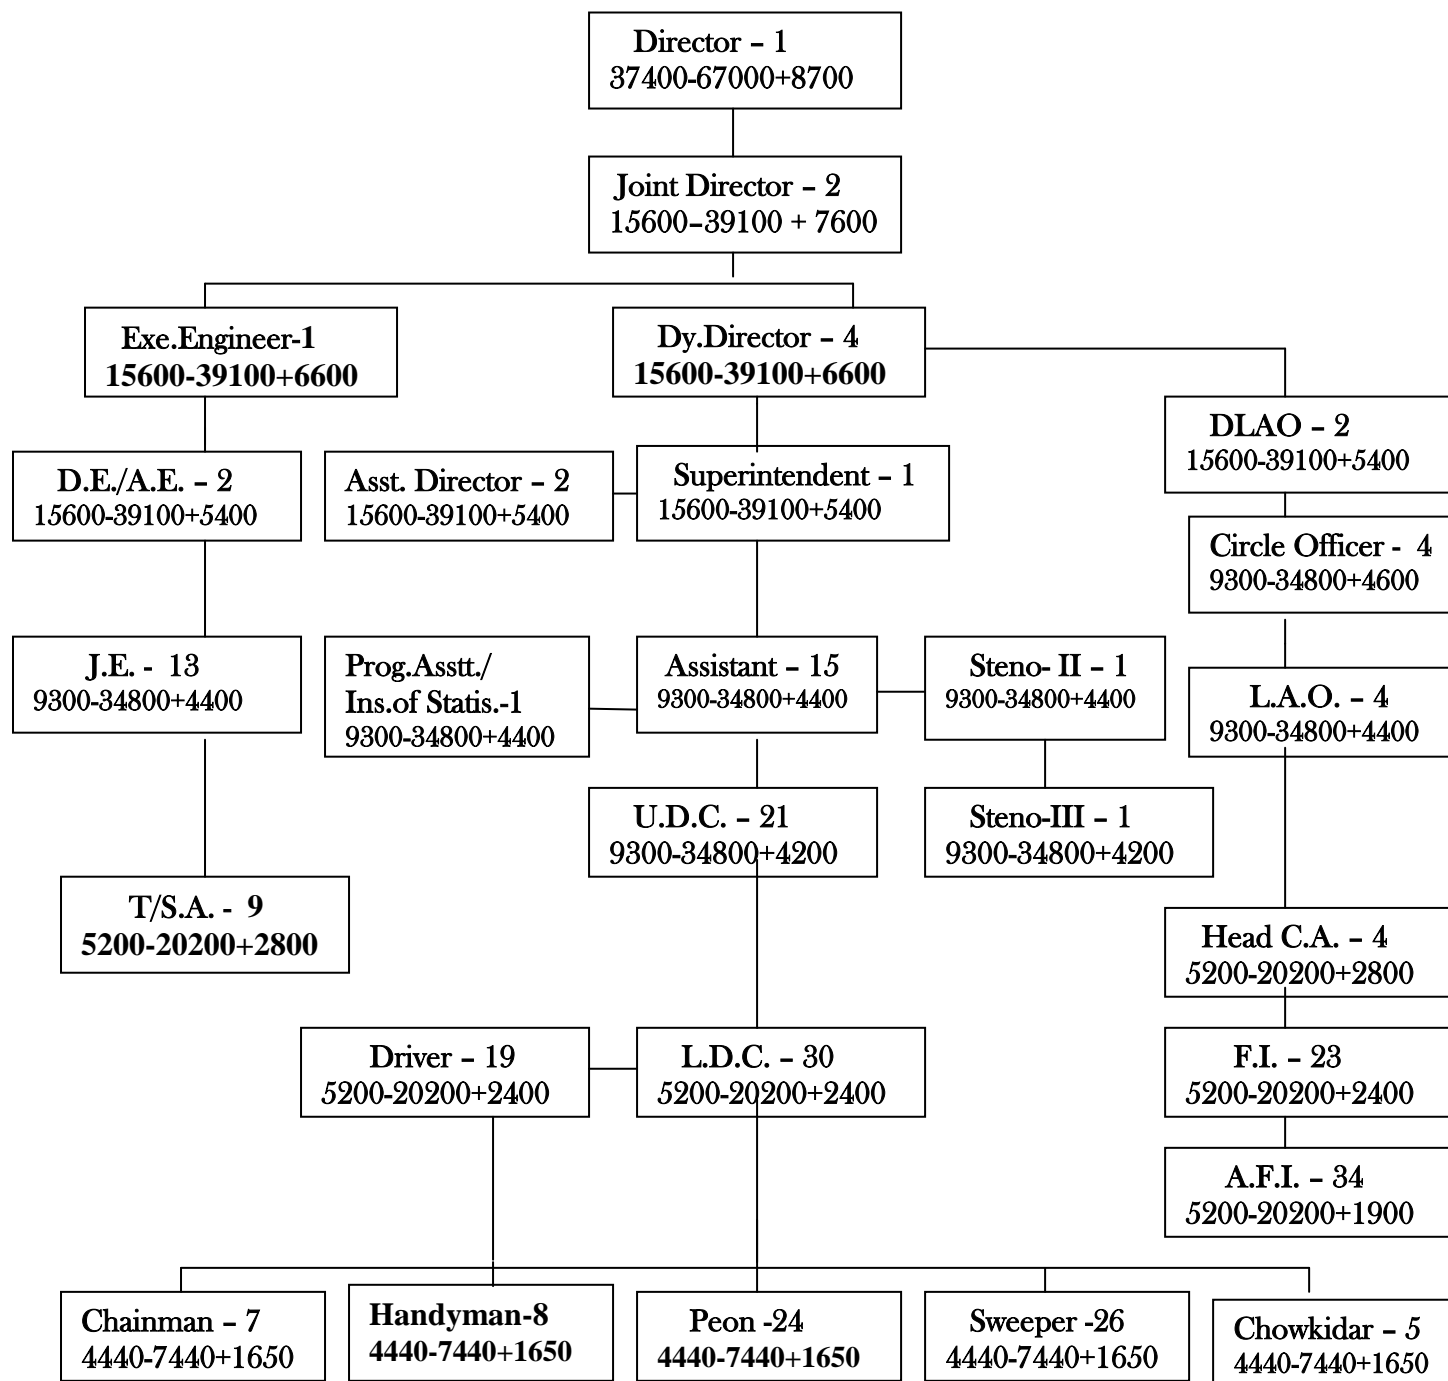 Director – 1
37400-67000+8700
Joint Director – 2
15600–39100 + 7600
Exe.Engineer-1
15600-39100+6600
Dy.Director – 4
15600-39100+6600
DLAO – 2
15600-39100+5400
D.E./A.E. – 2
15600-39100+5400
Asst. Director – 2
15600-39100+5400
Superintendent – 1
15600-39100+5400
Circle Officer - 4
9300-34800+4600
J.E. - 13
9300-34800+4400
Prog.Asstt./
Ins.of Statis.-1
9300-34800+4400
Assistant – 15
9300-34800+4400
Steno- II – 1
9300-34800+4400
L.A.O. – 4
9300-34800+4400
U.D.C. – 21
9300-34800+4200
Steno-III – 1
9300-34800+4200
T/S.A. - 9
5200-20200+2800
Head C.A. – 4
5200-20200+2800
Driver – 19
5200-20200+2400
L.D.C. – 30
5200-20200+2400
F.I. – 23
5200-20200+2400
A.F.I. – 34
5200-20200+1900
Chainman – 7
4440-7440+1650
Handyman-8
4440-7440+1650
Peon -24
4440-7440+1650
Sweeper -26
4440-7440+1650
Chowkidar – 5
4440-7440+1650